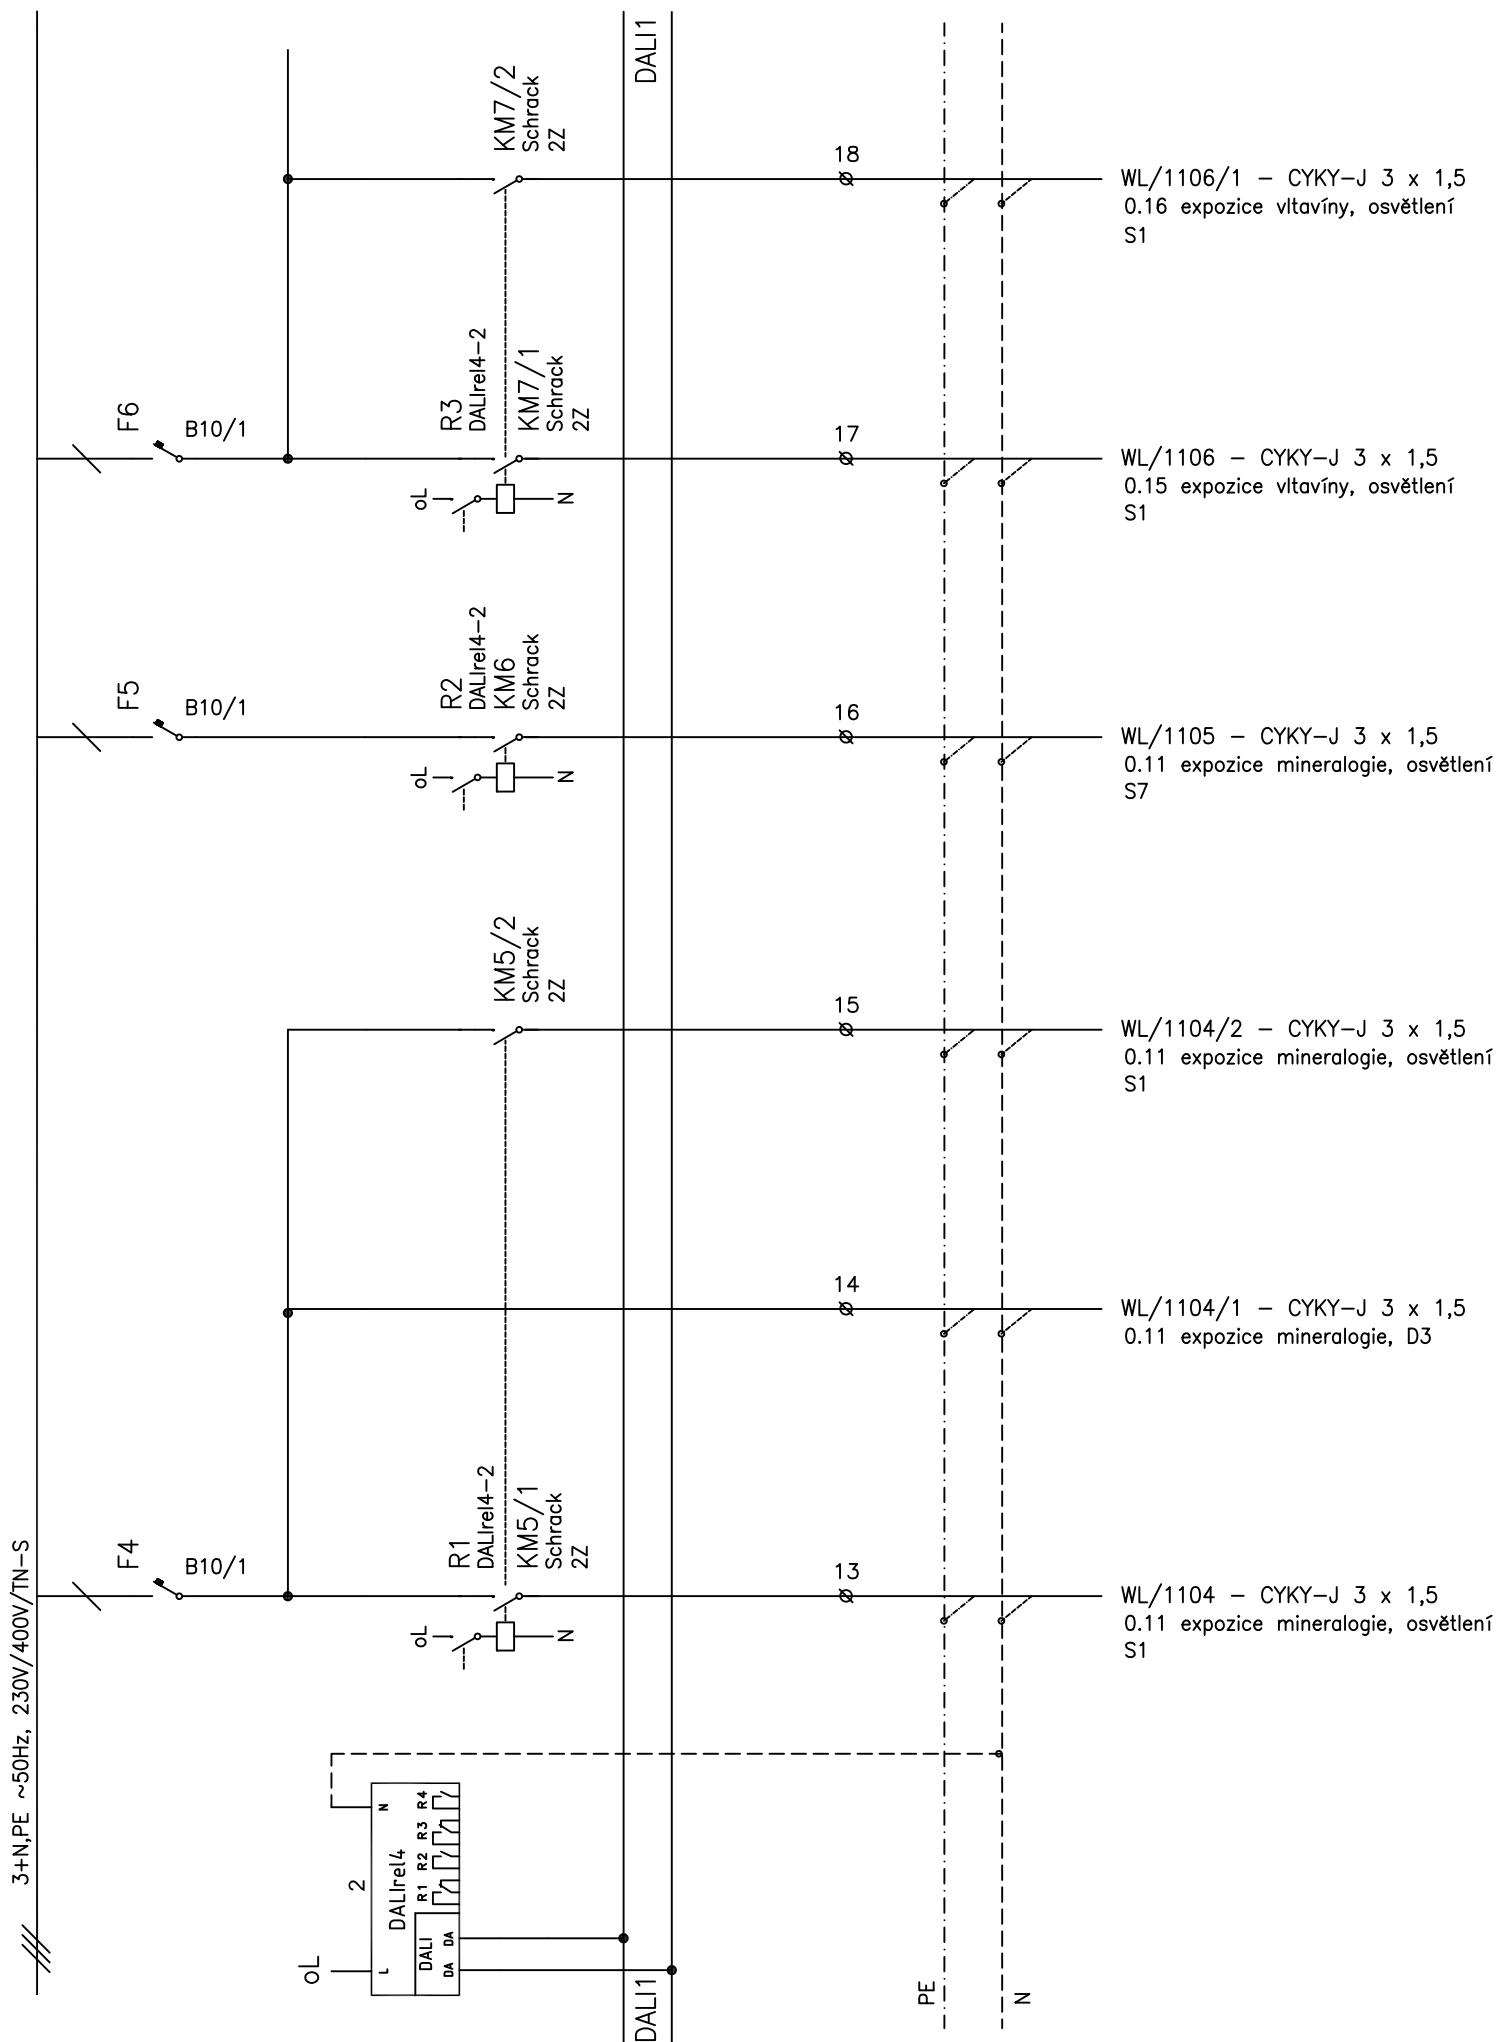 DALI1
KM7/2
Schrack
2Z
18
WL/1106/1 – CYKY–J 3 x 1,5
0.16 expozice vltavíny, osvětlení
S1
F6
B10/1
R3
DALIrel4–2
KM7/1
Schrack
2Z
oL
N
17
WL/1106 – CYKY–J 3 x 1,5
0.15 expozice vltavíny, osvětlení
S1
F5
B10/1
R2
DALIrel4–2
KM6
Schrack
2Z
oL
N
16
WL/1105 – CYKY–J 3 x 1,5
0.11 expozice mineralogie, osvětlení
S7
KM5/2
Schrack
2Z
15
WL/1104/2 – CYKY–J 3 x 1,5
0.11 expozice mineralogie, osvětlení
S1
14
WL/1104/1 – CYKY–J 3 x 1,5
0.11 expozice mineralogie, D3
3+N,PE ~50Hz, 230V/400V/TN–S
F4
B10/1
R1
DALIrel4–2
KM5/1
Schrack
2Z
oL
N
13
WL/1104 – CYKY–J 3 x 1,5
0.11 expozice mineralogie, osvětlení
S1
2
DALIrel4
L
N
R1 R2 R3 R4
DALI
DA DA
oL
DALI1
PE
N